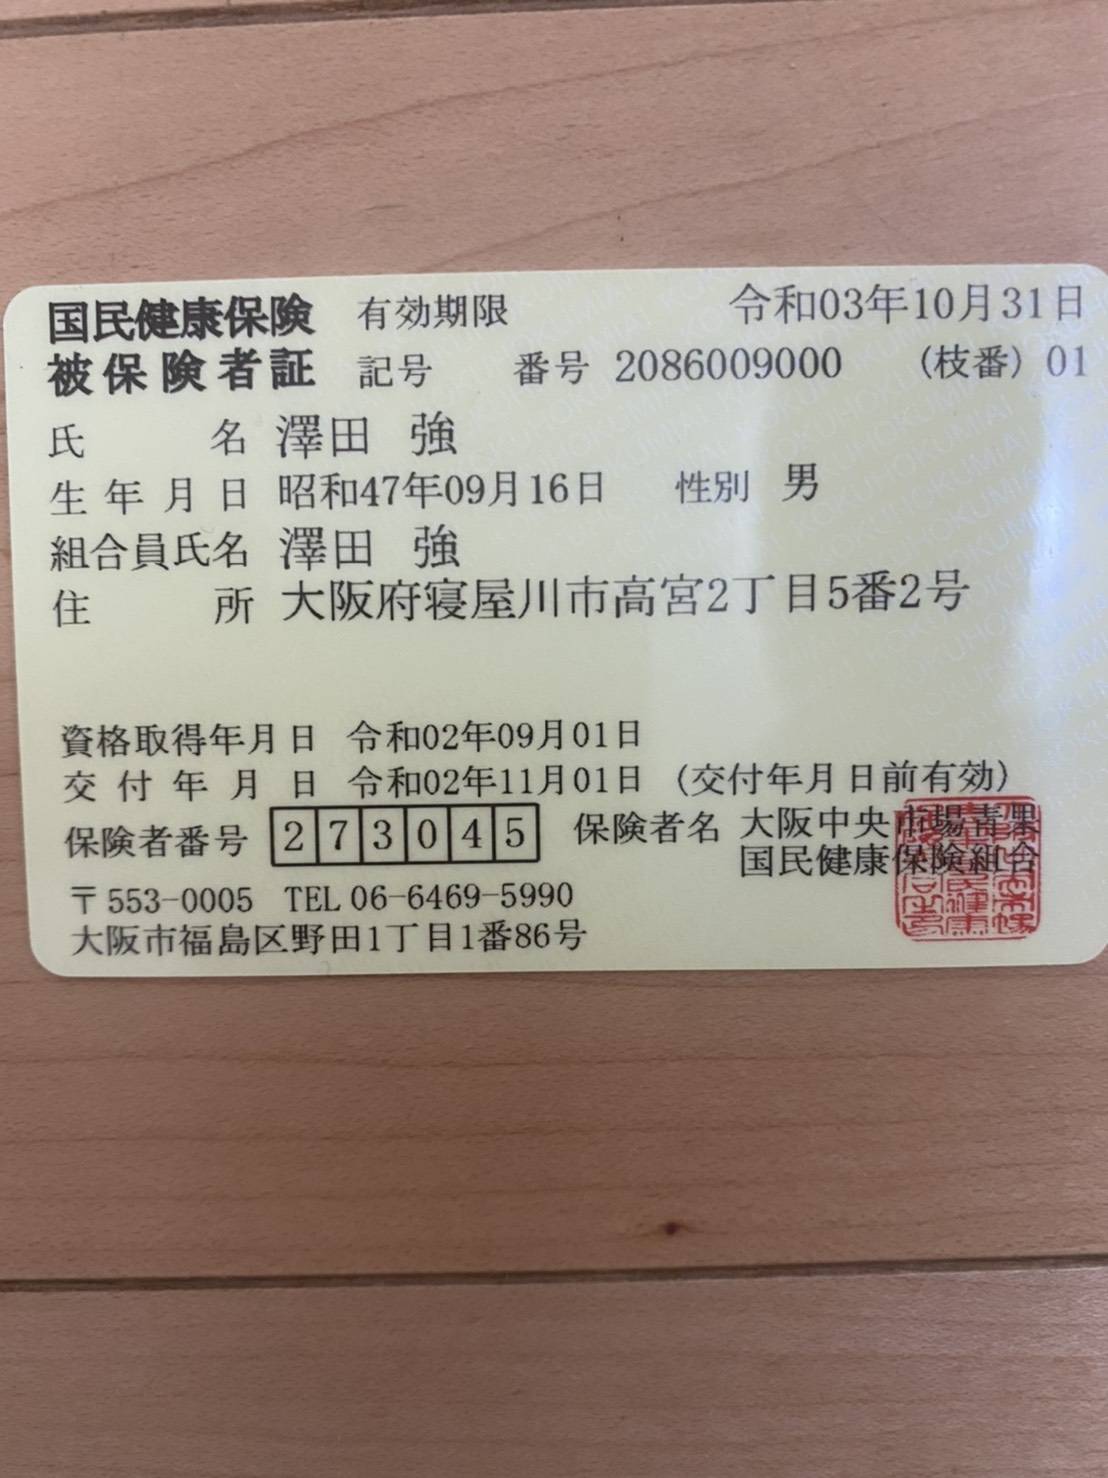 国民健康保険 有効期限 令和03年10月31日
被保険者証 記号 番号 2086009000 (枝番) 01
氏名 澤田 強
生年月日 昭和47年09月16日 性別 男
組合員氏名 澤田 強
住所 大阪府寝屋川市高宮2丁目5番2号
資格取得年月日 令和02年09月01日
交付年月日 令和02年11月01日 (交付年月日前有効)
保険者番号 273045 保険者名 大阪中央市場青果
国民健康保険組合
〒553-0005 TEL 06-6469-5990
大阪市福島区野田1丁目1番86号